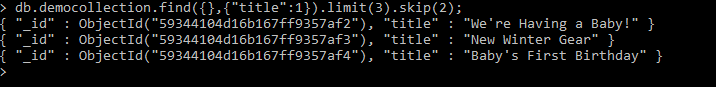 > db.democollection.find({},{"title":1}).limit(3).skip(2);
{ "_id" : ObjectId("59344104d16b167ff9357af2"), "title" : "We're Having a Baby!" }
{ "_id" : ObjectId("59344104d16b167ff9357af3"), "title" : "New Winter Gear" }
{ "_id" : ObjectId("59344104d16b167ff9357af4"), "title" : "Baby's First Birthday" }
>